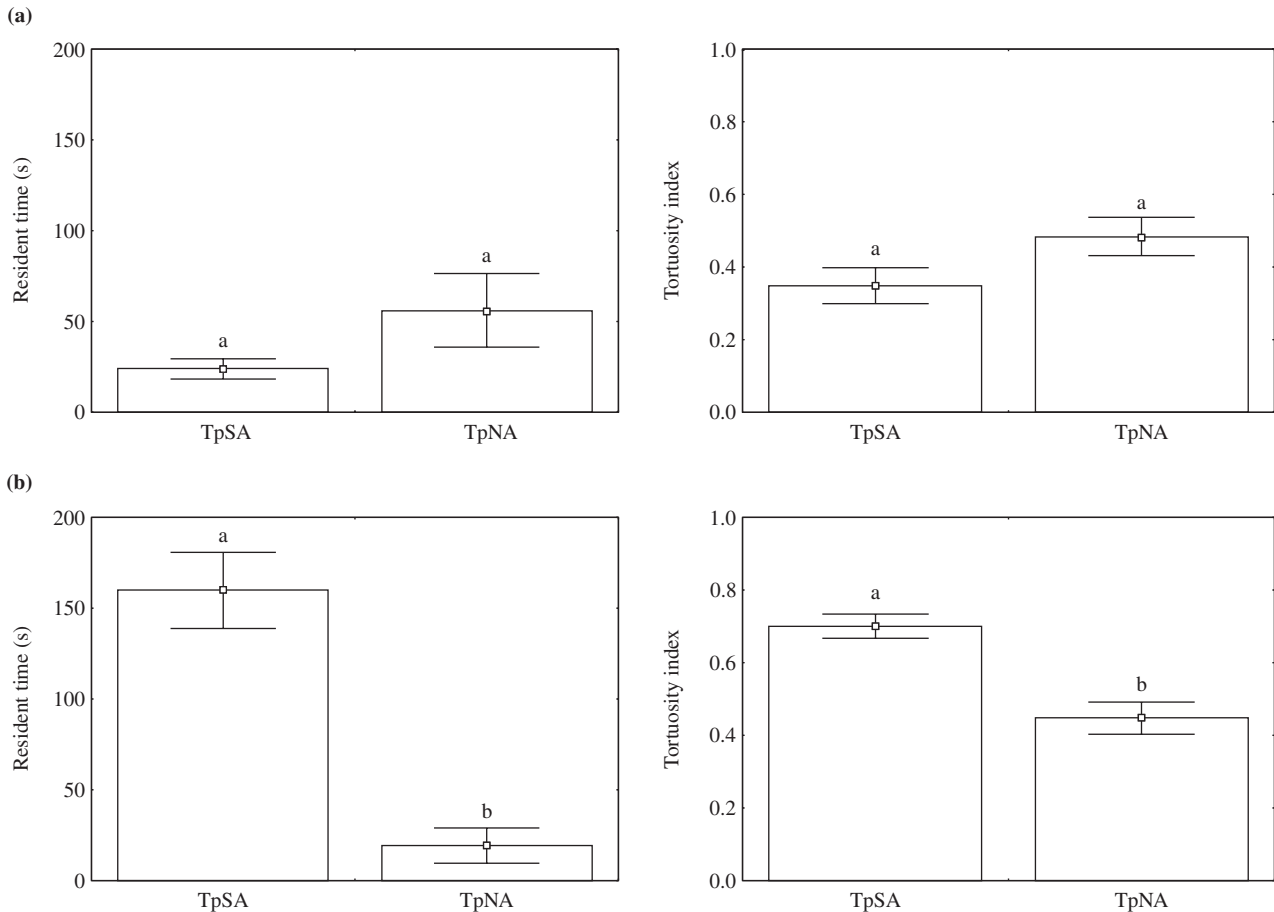 (a)
200
150
100
50
0
Resident time (s)
a
a
TpSA
TpNA
1.0
0.8
0.6
0.4
0.2
0.0
Tortuosity index
a
a
TpSA
TpNA
(b)
200
150
100
50
0
Resident time (s)
a
b
TpSA
TpNA
1.0
0.8
0.6
0.4
0.2
0.0
Tortuosity index
a
b
TpSA
TpNA